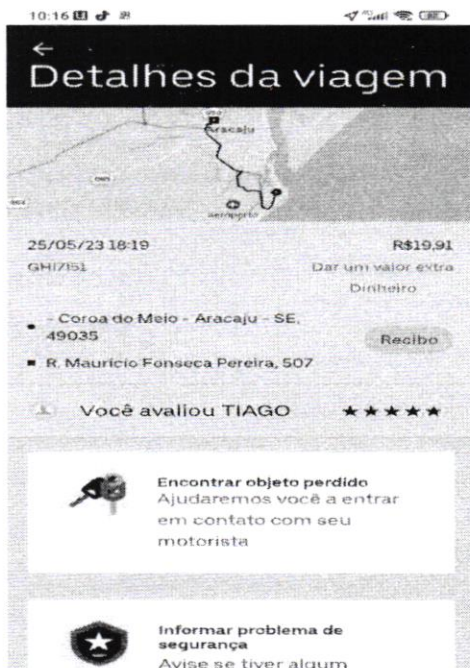 10:16
Detalhes da viagem
Aracaju
aeroporto
25/05/23 18:19
R$19,91
GHI7I51
Dar um valor extra
Dinheiro
- Coroa do Meio - Aracaju - SE,
49035
Recibo
R. Mauricio Fonseca Pereira, 507
Você avaliou TIAGO
Encontrar objeto perdido
Ajudaremos você a entrar
em contato com seu
motorista
Informar problema de
segurança
Avise se tiver algum